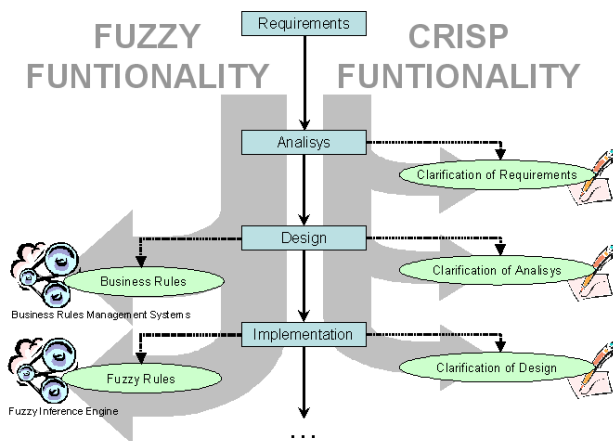 Requirements
FUZZY
FUNTIONALITY
CRISP
FUNTIONALITY
Analisys
Clarification of Requirements
Design
Business Rules
Clarification of Analisys
Business Rules Management Systems
Implementation
Fuzzy Rules
Clarification of Design
Fuzzy Inference Engine
...